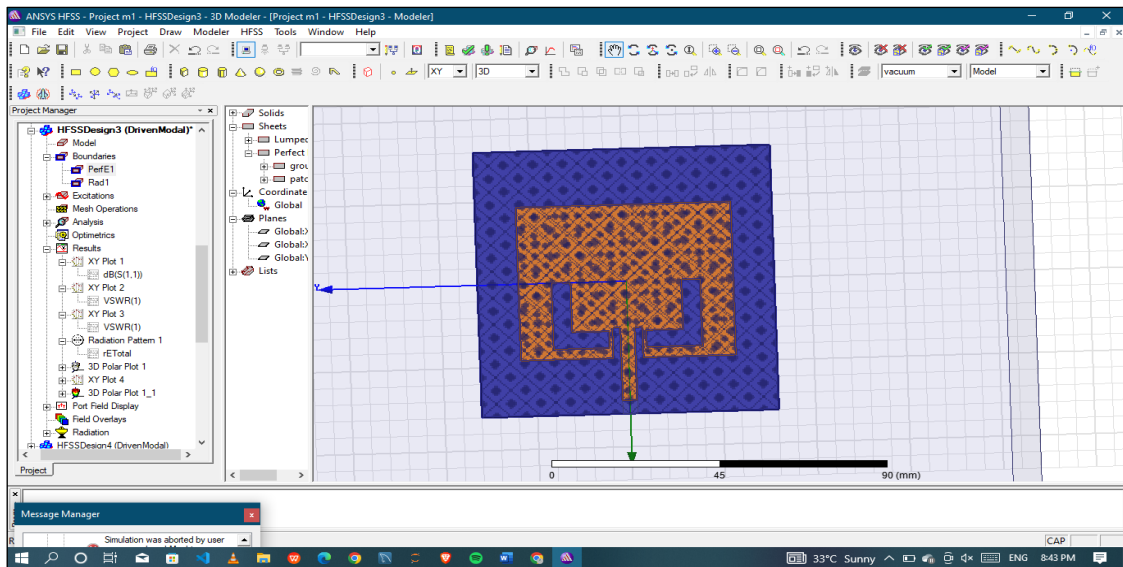 ANSYS HFSS - Project m1 - HFSSDesign3 - 3D Modeler - [Project m1 - HFSSDesign3 - Modeler]
File Edit View Project Draw Modeler HFSS Tools Window Help
XY 3D vacuum Model
Project Manager
HFSSDesign3 (DrivenModal)*
Model
Boundaries
PerfE1
Rad1
Excitations
Mesh Operations
Analysis
Optimetrics
Results
XY Plot 1
dB(S(1,1))
XY Plot 2
VSWR(1)
XY Plot 3
VSWR(1)
Radiation Pattern 1
rETotal
3D Polar Plot 1
XY Plot 4
3D Polar Plot 1_1
Port Field Display
Field Overlays
Radiation
HFSSDesign4 (DrivenModal)
Project
Solids
Sheets
Lumpec
Perfect
grou
patc
Coordinate
Global
Planes
Global:X
Global:X
Global:Y
Lists
Y
0 45 90 (mm)
Message Manager
Simulation was aborted by user
CAP
33°C Sunny ENG 8:43 PM